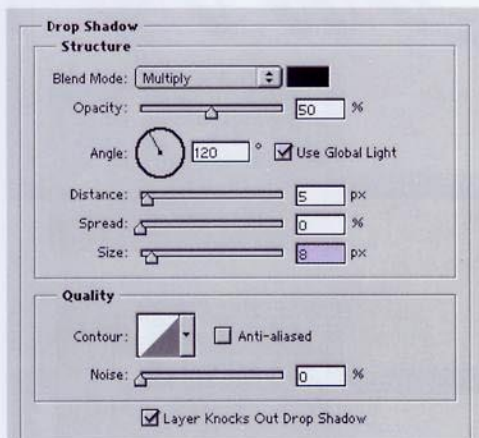 Drop Shadow
Structure
Blend Mode: Multiply
Opacity: 50 %
Angle: 120 ° Use Global Light
Distance: 5 px
Spread: 0 %
Size: 8 px
Quality
Contour: Anti-aliased
Noise: 0 %
Layer Knocks Out Drop Shadow